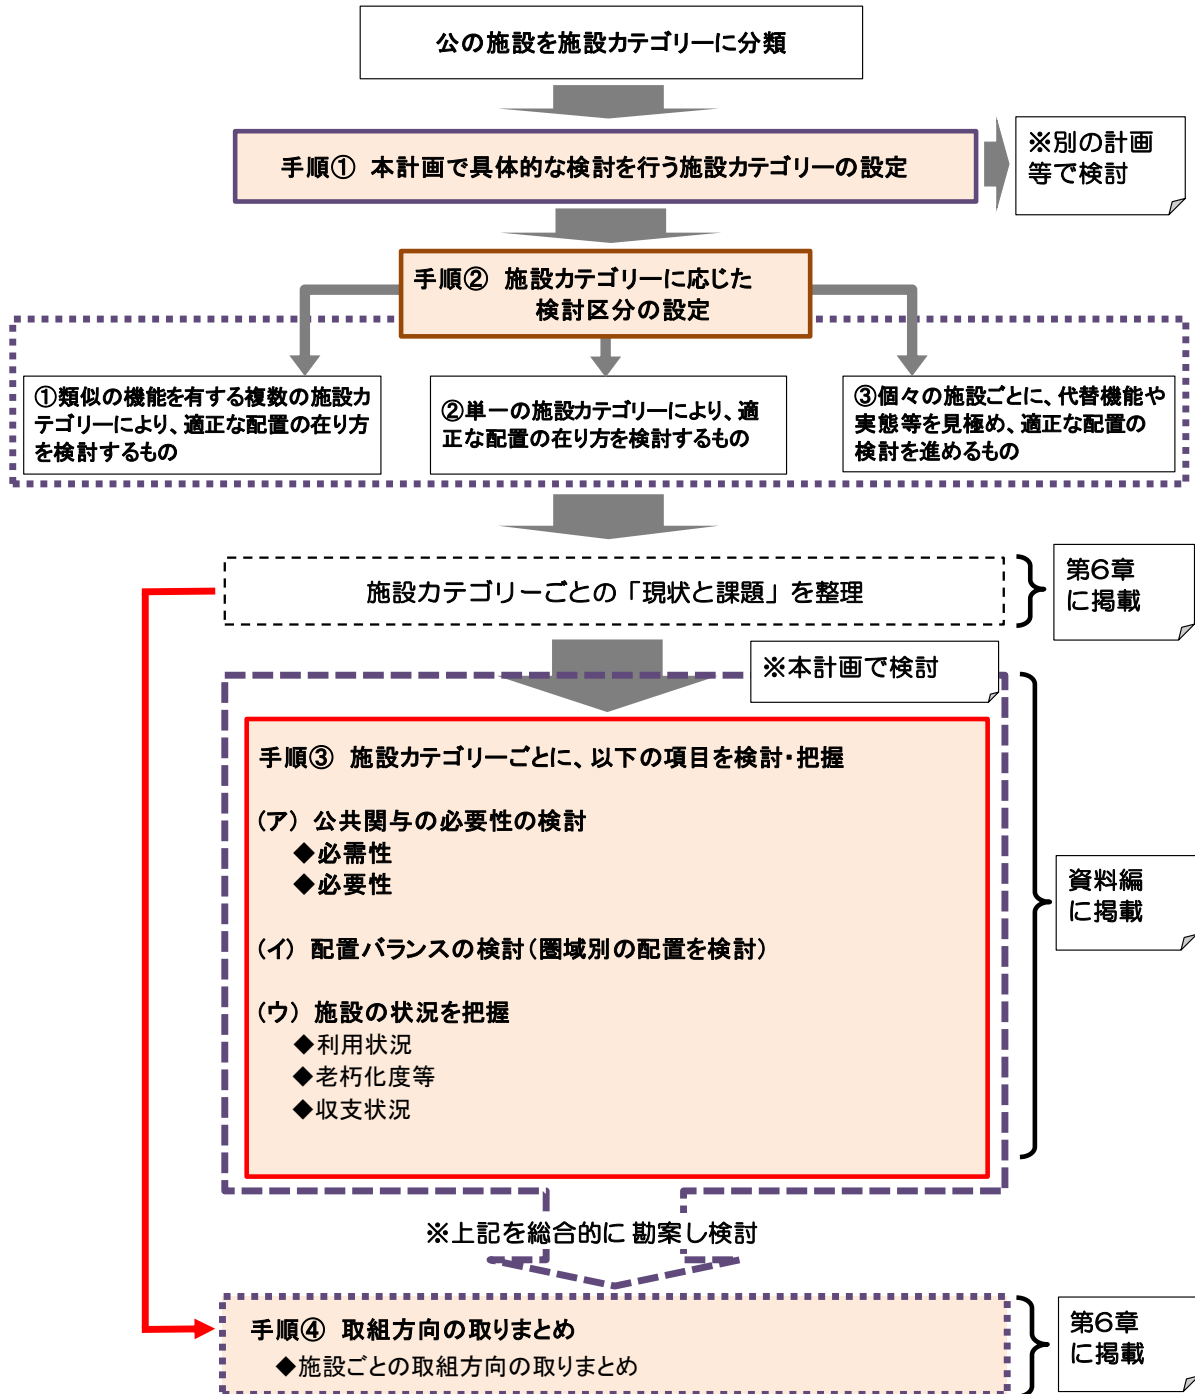 公の施設を施設カテゴリーに分類
手順① 本計画で具体的な検討を行う施設カテゴリーの設定
※別の計画
等で検討
手順② 施設カテゴリーに応じた
検討区分の設定
①類似の機能を有する複数の施設カ
テゴリーにより、適正な配置の在り方
を検討するもの
②単一の施設カテゴリーにより、適
正な配置の在り方を検討するもの
③個々の施設ごとに、代替機能や
実態等を見極め、適正な配置の
検討を進めるもの
施設カテゴリーごとの「現状と課題」を整理
第6章
に掲載
※本計画で検討
手順③ 施設カテゴリーごとに、以下の項目を検討・把握
(ア) 公共関与の必要性の検討
◆必需性
◆必要性
(イ) 配置バランスの検討(圏域別の配置を検討)
(ウ) 施設の状況を把握
◆利用状況
◆老朽化度等
◆収支状況
資料編
に掲載
※上記を総合的に 勘案し検討
手順④ 取組方向の取りまとめ
◆施設ごとの取組方向の取りまとめ
第6章
に掲載